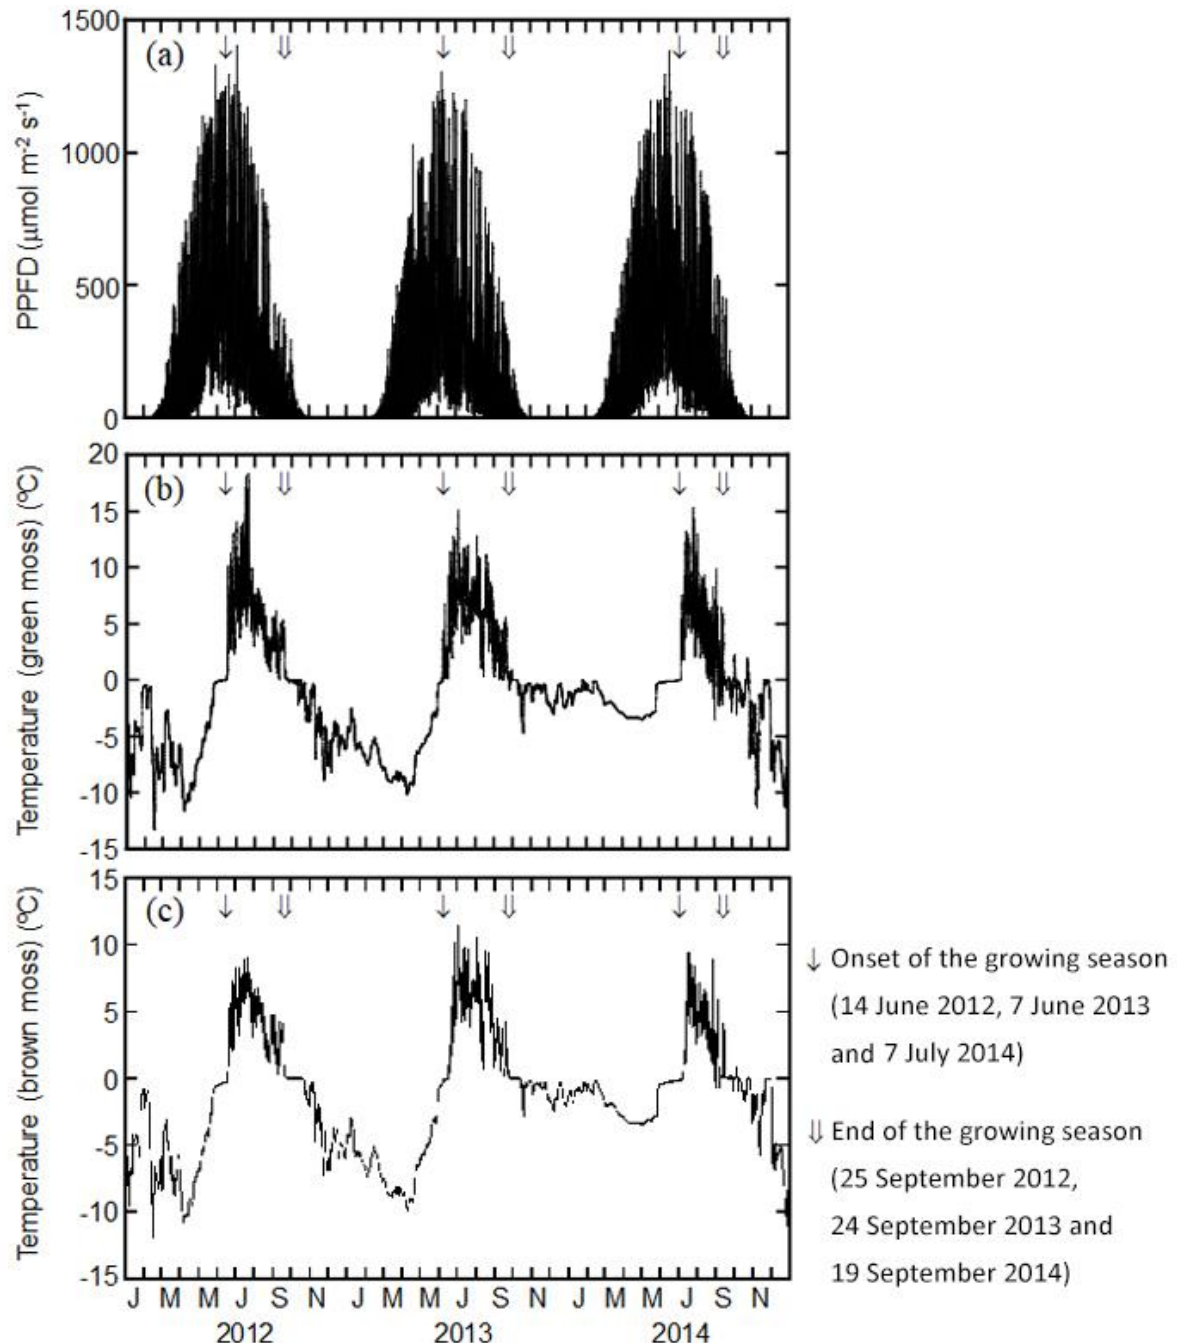 1500
(a)
1000
500
0
PPFD (μmol m⁻² s⁻¹)
20
(b)
15
10
5
0
-5
-10
-15
Temperature (green moss) (ºC)
15
(c)
10
5
0
-5
-10
-15
Temperature (brown moss) (ºC)
J M M J S N J M M J S N J M M J S N
2012 2013 2014
↓ Onset of the growing season
(14 June 2012, 7 June 2013
and 7 July 2014)
⇓ End of the growing season
(25 September 2012,
24 September 2013 and
19 September 2014)